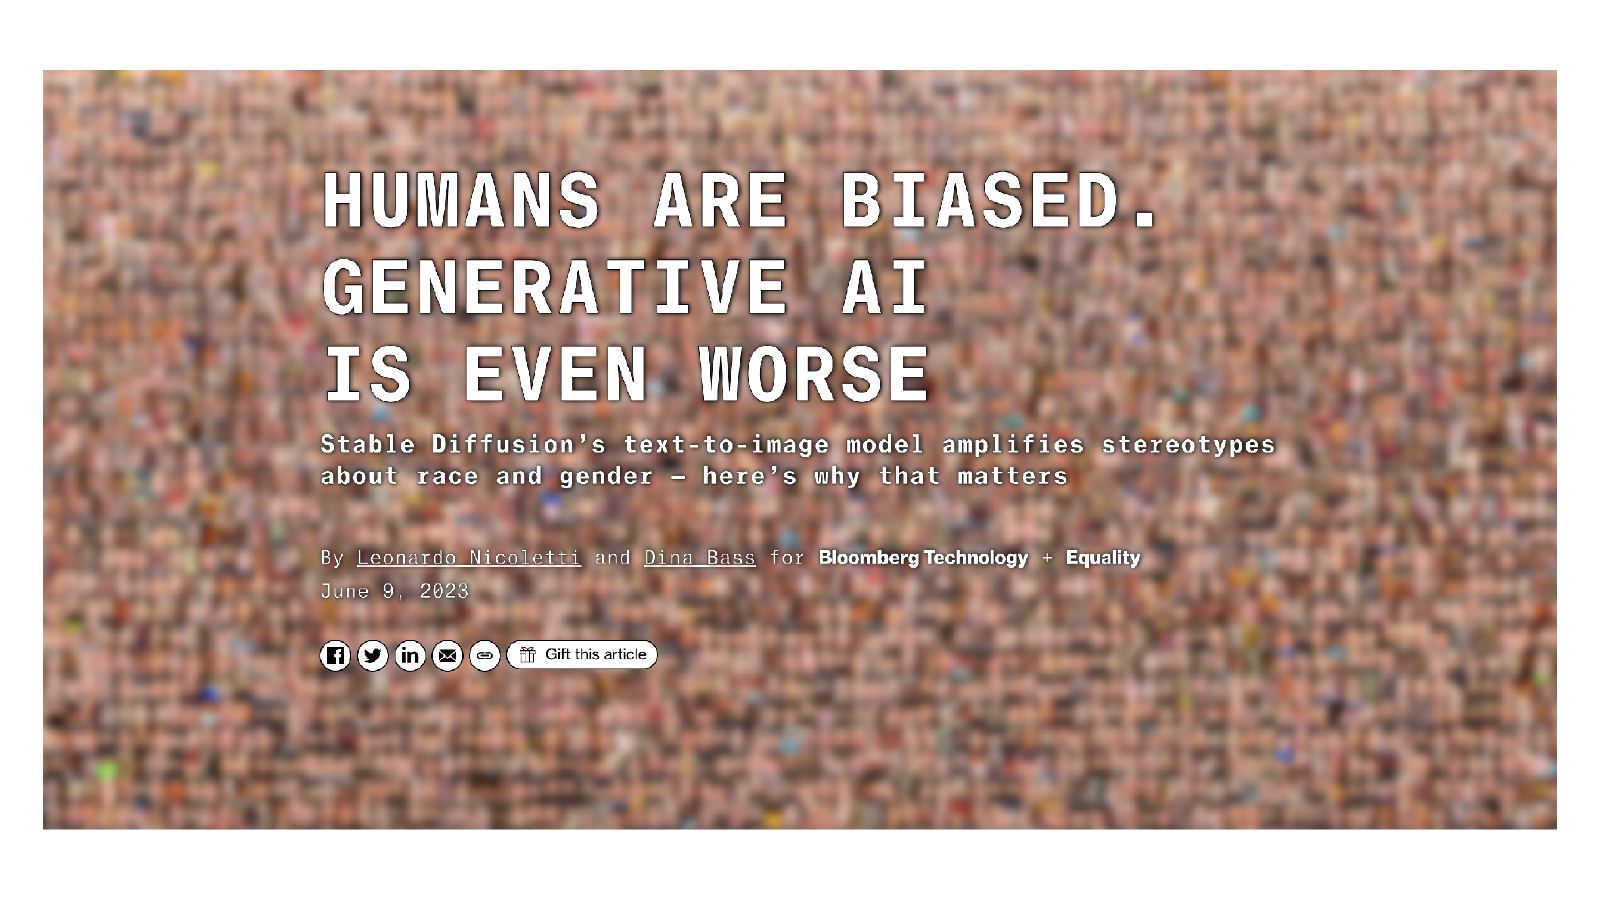 HUMANS ARE BIASED.
GENERATIVE AI
IS EVEN WORSE
Stable Diffusion’s text-to-image model amplifies stereotypes
about race and gender — here’s why that matters
By Leonardo Nicoletti and Dina Bass for Bloomberg Technology + Equality
June 9, 2023
Gift this article